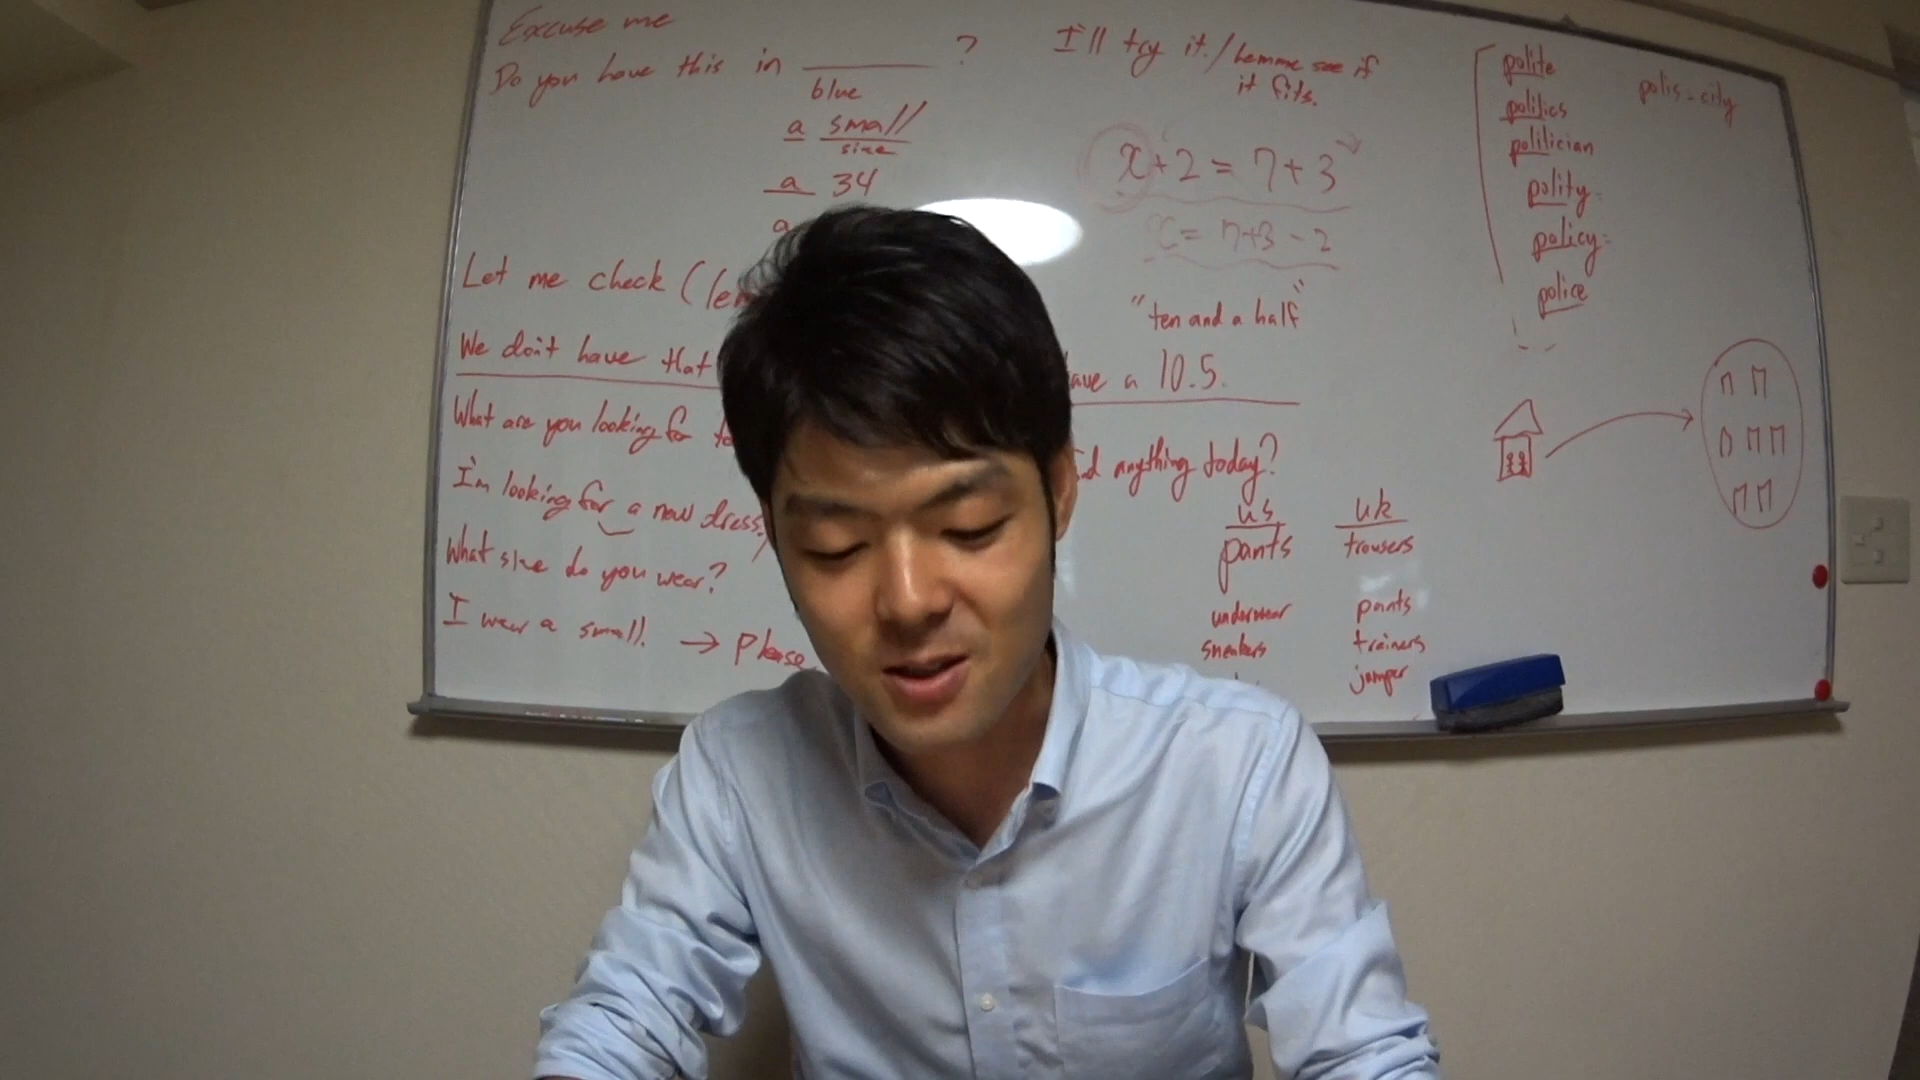 Excuse me
Do you have this in ______ ?
blue
a small
size
a 34
a
Let me check (lem
We don't have that
ave a 10.5.
What are you looking for
d anything today?
I'm looking for a new dress.
What size do you wear?
I wear a small. → Please
I'll try it. / Lemme see if
it fits.
x+2=7+3
x=7+3-2
"ten and a half"
us uk
pants trousers
underwear pants
sneakers trainers
jumper
polite
politics
politician
polity
policy:
police
polis - city